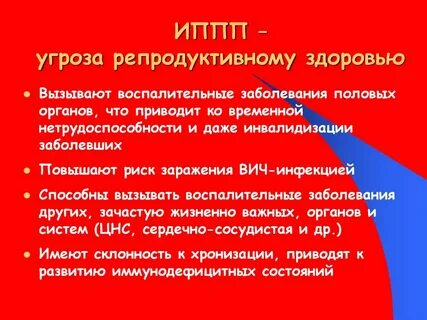 ИППП –
угроза репродуктивному здоровью
Вызывают воспалительные заболевания половых
органов, что приводит ко временной
нетрудоспособности и даже инвалидизации
заболевших
Повышают риск заражения ВИЧ-инфекцией
Способны вызывать воспалительные заболевания
других, зачастую жизненно важных, органов и
систем (ЦНС, сердечно-сосудистая и др.)
Имеют склонность к хронизации, приводят к
развитию иммунодефицитных состояний